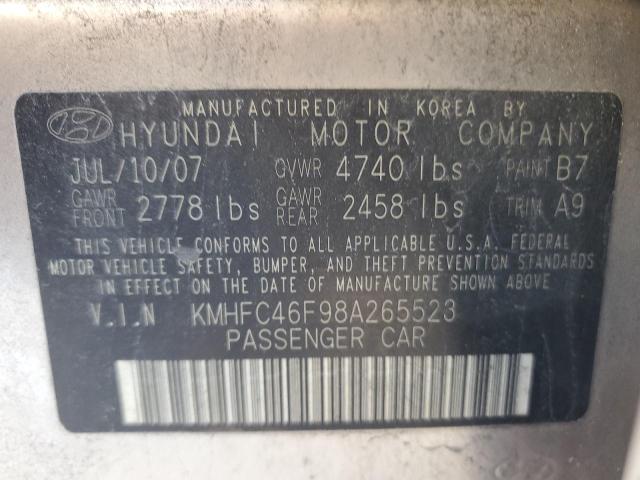 MANUFACTURED IN KOREA BY
HYUNDAI MOTOR COMPANY
JUL/10/07 GVWR 4740 lbs PAINT B7
GAWR FRONT 2778 lbs GAWR REAR 2458 lbs TRIM A9
THIS VEHICLE CONFORMS TO ALL APPLICABLE U.S.A. FEDERAL
MOTOR VEHICLE SAFETY, BUMPER, AND THEFT PREVENTION STANDARDS
IN EFFECT ON THE DATE OF MANUFACTURE SHOWN ABOVE
V.I.N KMHFC46F98A265523
PASSENGER CAR